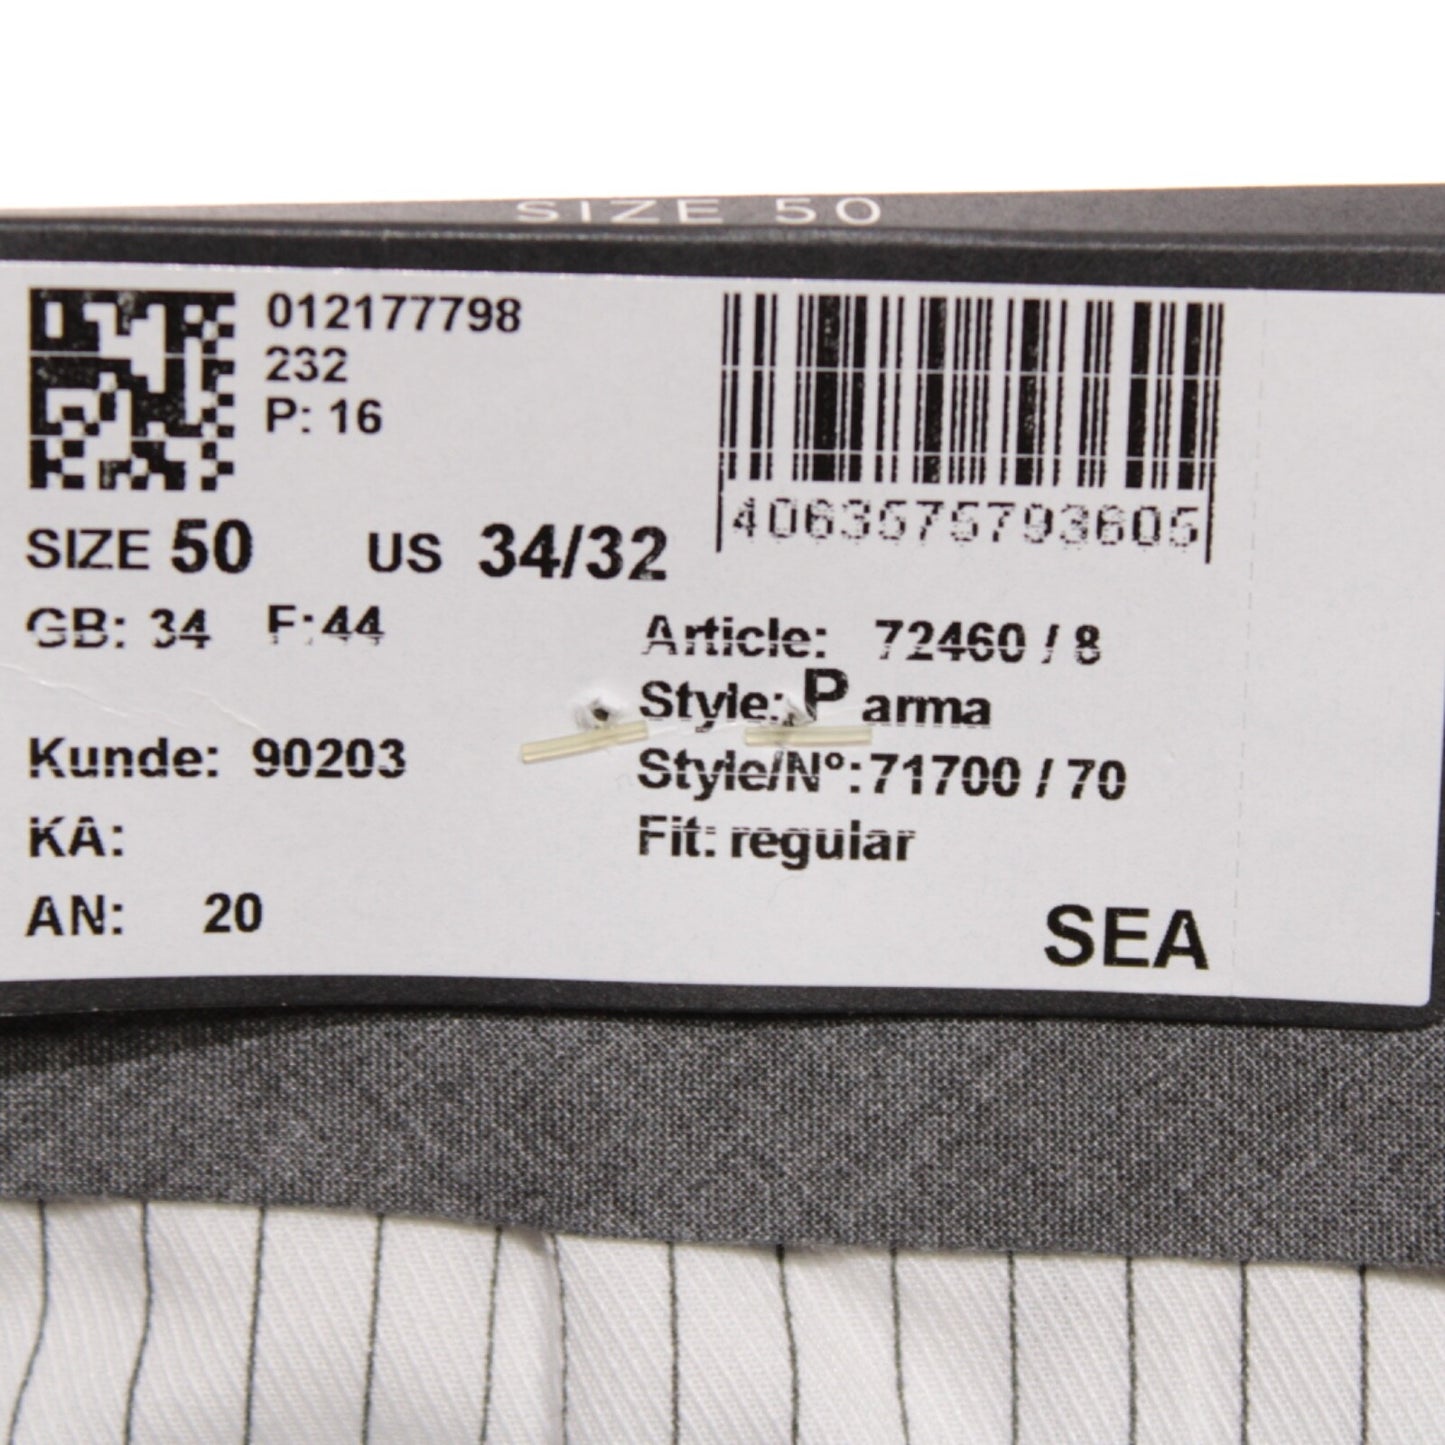 SIZE 50
012177798
232
P: 16
4063575793605
SIZE 50 US 34/32
GB: 34 F:44
Article: 72460 / 8
Style: Parma
Kunde: 90203
Style/N°:71700 / 70
KA:
Fit: regular
AN: 20
SEA